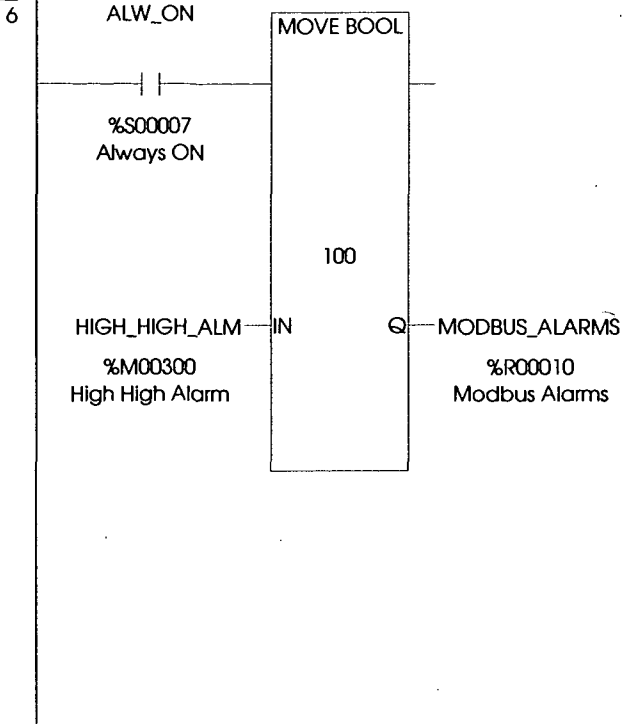 6
ALW_ON
MOVE BOOL
%S00007
Always ON
100
HIGH_HIGH_ALM IN Q MODBUS_ALARMS
%M00300 %R00010
High High Alarm Modbus Alarms